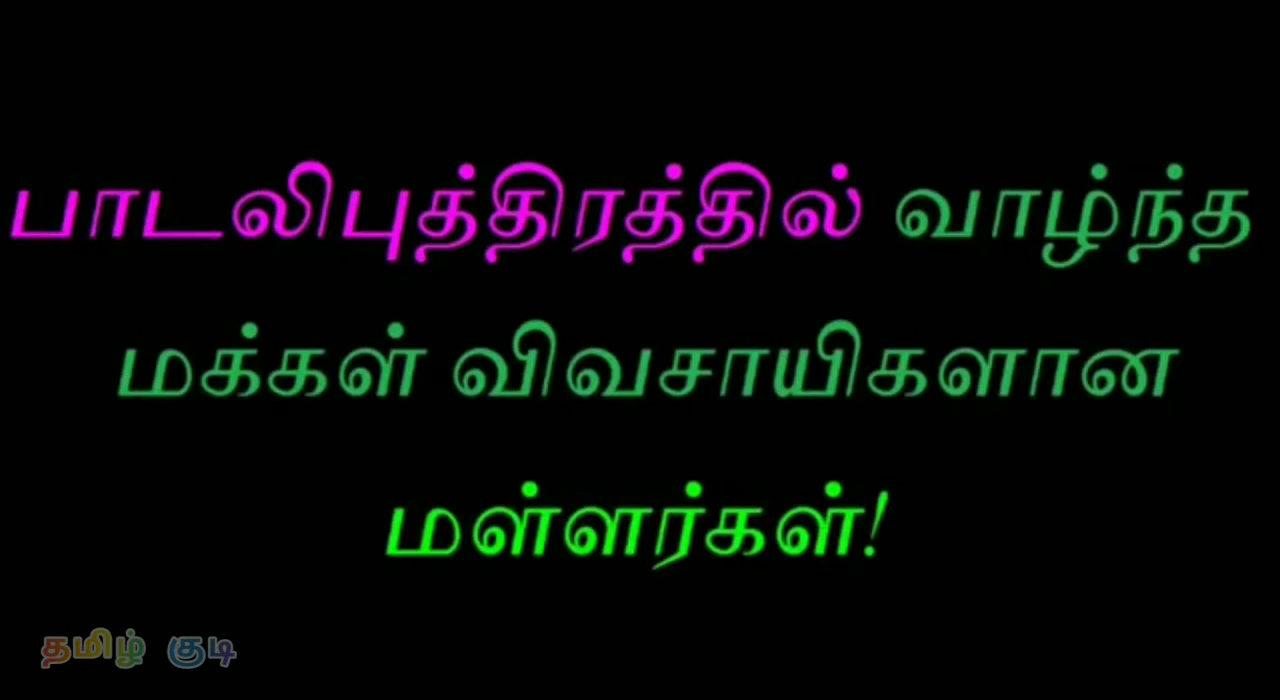 பாடலிபுத்திரத்தில் வாழ்ந்த
மக்கள் விவசாயிகளான
மள்ளர்கள்!
தமிழ் குடி